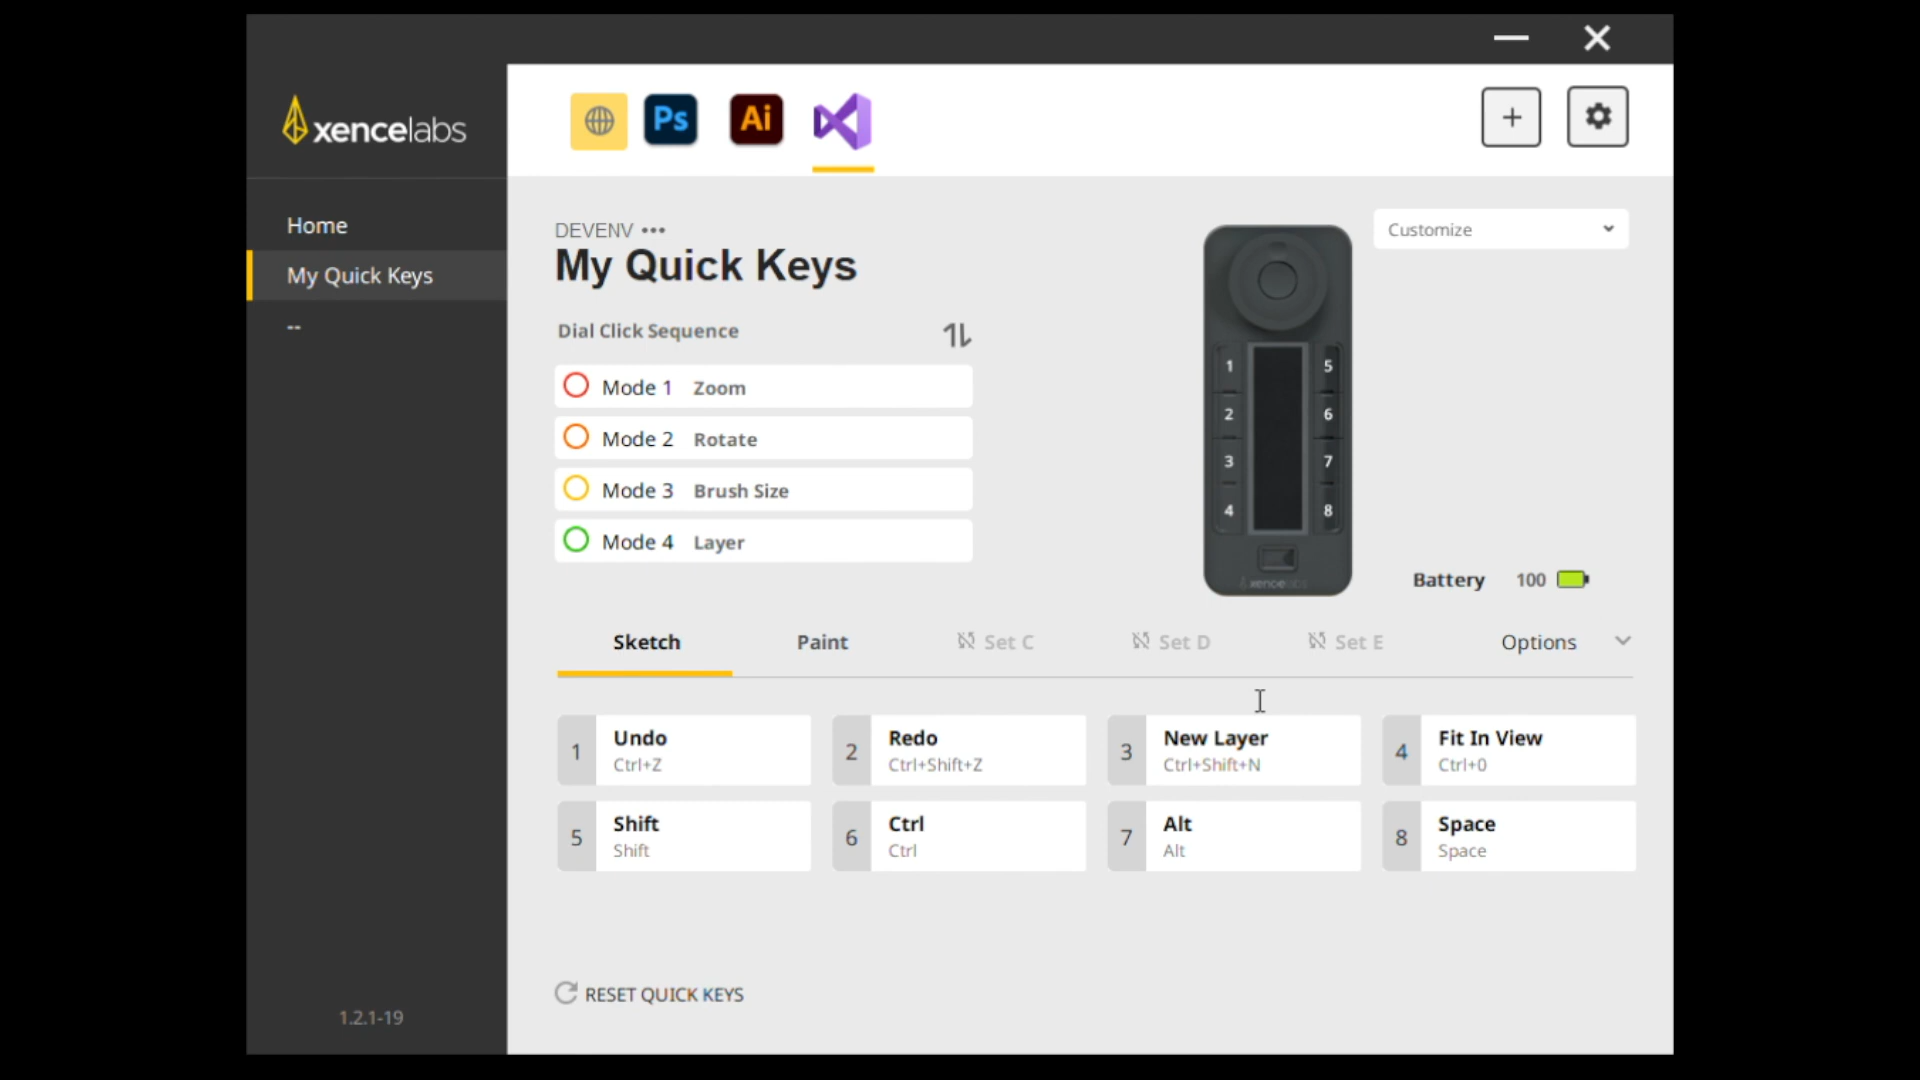 xencelabs
Home
My Quick Keys
--
1.2.1-19
Ps
Ai
+
DEVENV •••
My Quick Keys
Customize
Dial Click Sequence
Mode 1 Zoom
Mode 2 Rotate
Mode 3 Brush Size
Mode 4 Layer
1 5
2 6
3 7
4 8
xencelabs
Battery 100
Sketch Paint Set C Set D Set E Options
1 Undo
Ctrl+Z
2 Redo
Ctrl+Shift+Z
3 New Layer
Ctrl+Shift+N
4 Fit In View
Ctrl+0
5 Shift
Shift
6 Ctrl
Ctrl
7 Alt
Alt
8 Space
Space
RESET QUICK KEYS